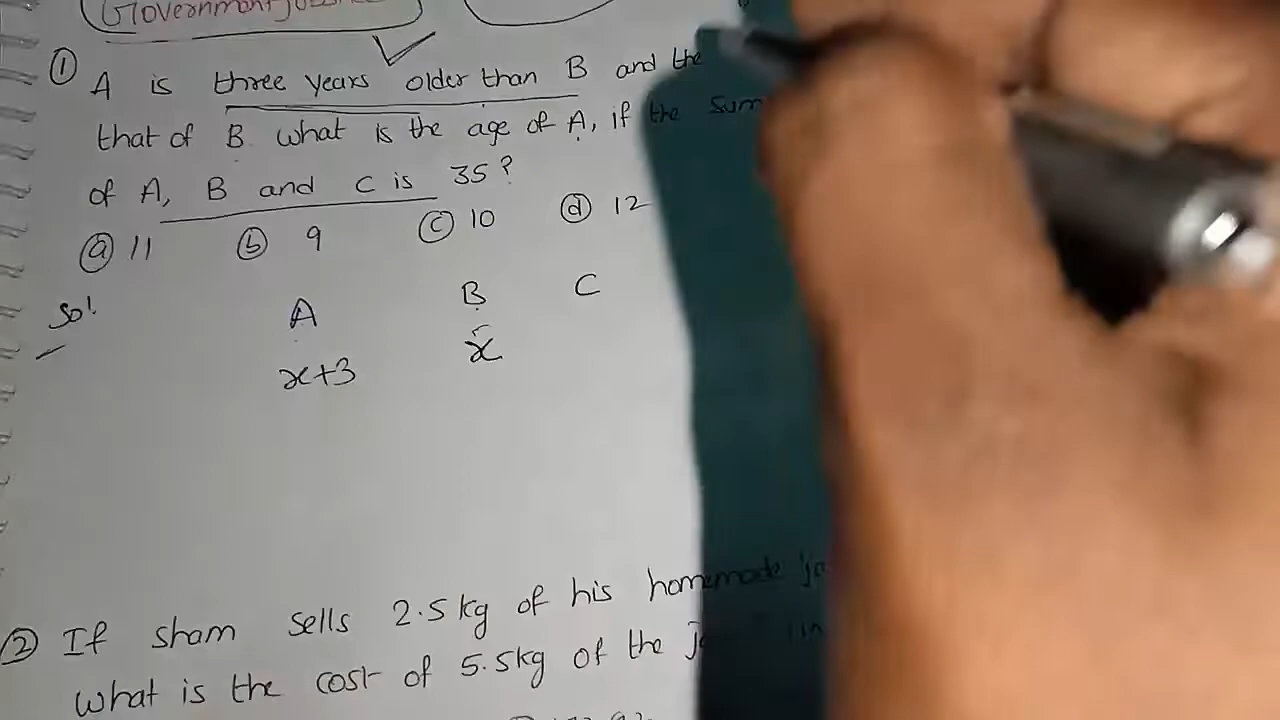 Government
① A is three years older than B and the
that of B what is the age of A, if the sum
of A, B and C is 35?
ⓐ 11 ⓑ 9 ⓒ 10 ⓓ 12
Sol
A B C
x+3 x
② If sham sells 2.5kg of his homemade
what is the cost of 5.5kg of the